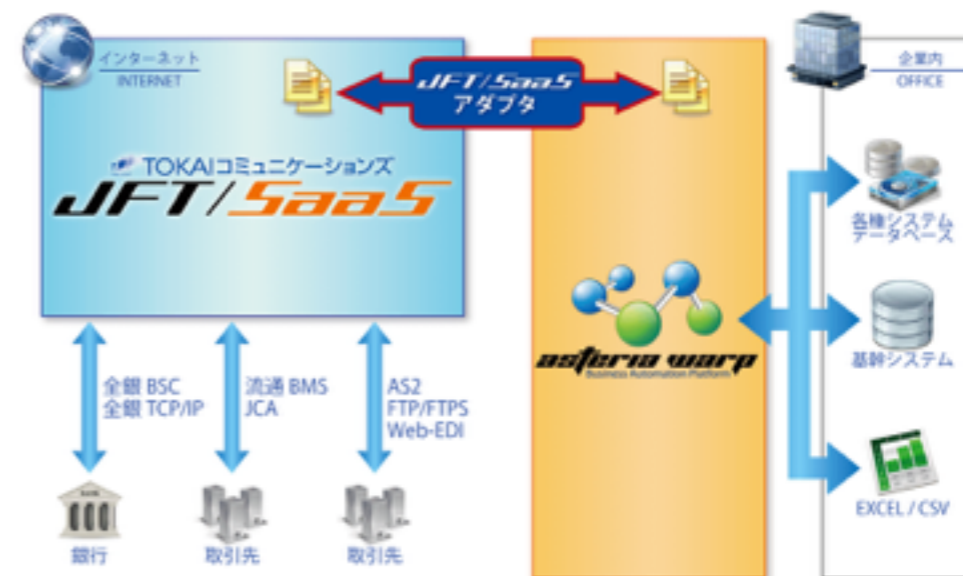 インターネット
INTERNET
JFT/SaaS
アダプタ
企業内
OFFICE
TOKAIコミュニケーションズ
JFT/SaaS
各種システム
データベース
asteria warp
Business Automation Platform
基幹システム
全銀 BSC
全銀 TCP/IP
流通 BMS
JCA
AS2
FTP/FTPS
Web-EDI
EXCEL / CSV
BANK
銀行
取引先
取引先